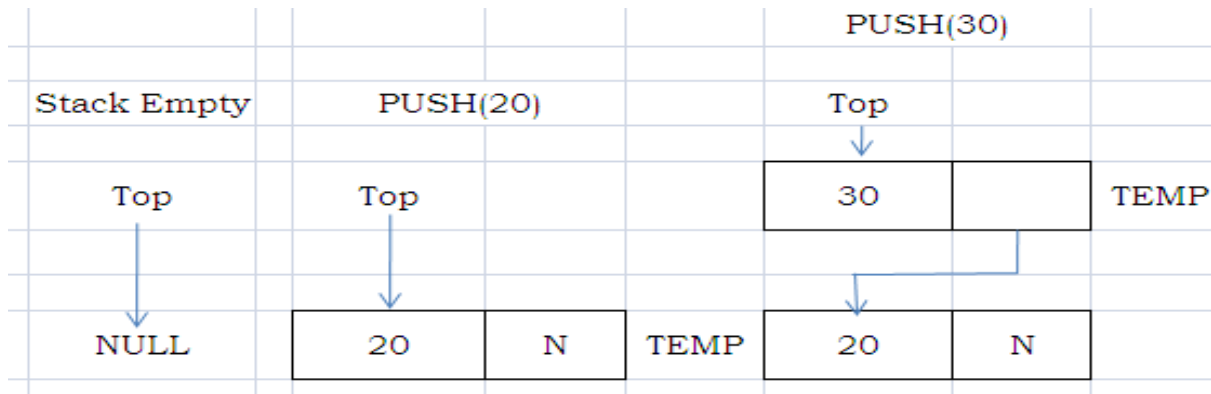 PUSH(30)
Stack Empty PUSH(20) Top
Top Top 30 TEMP
NULL 20 N TEMP 20 N